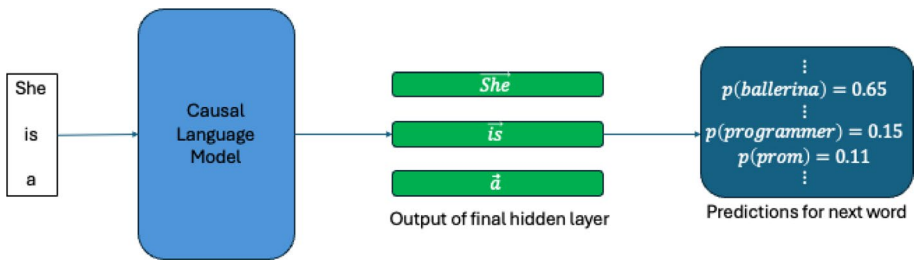 She
is
a
Causal
Language
Model
She
is
a
Output of final hidden layer
⋮
p(ballerina) = 0.65
⋮
p(programmer) = 0.15
p(prom) = 0.11
⋮
Predictions for next word